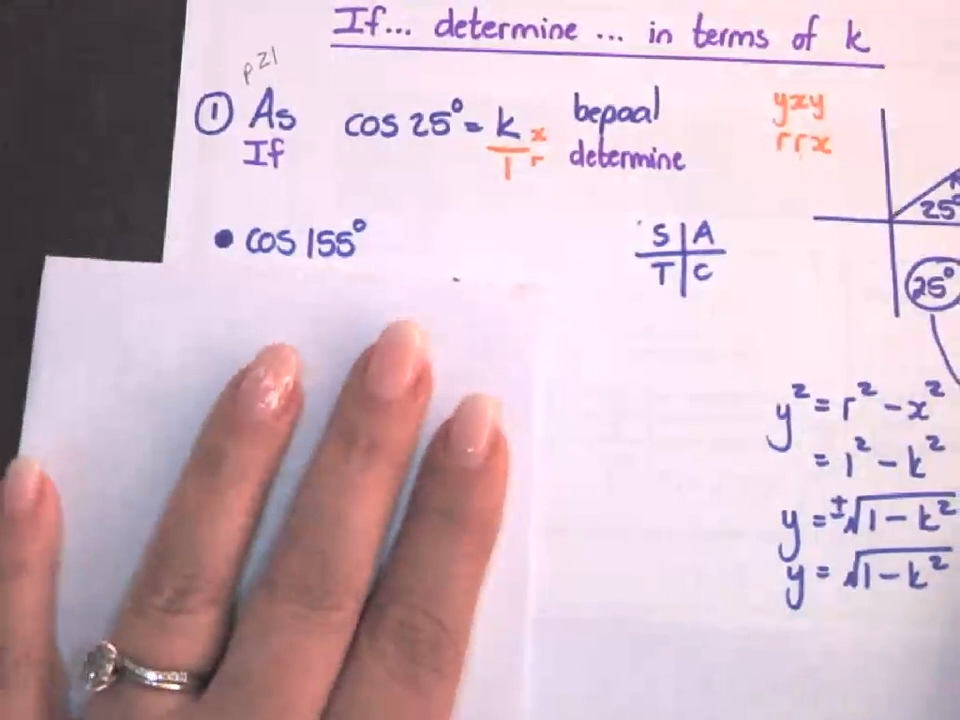 If... determine ... in terms of k
p21
① As cos 25° = k/1 x/r bepaal
If determine
yxy
rrx
25°
• cos 155°
S A
T C
25°
y² = r² - x²
= 1² - k²
y = ±√1 - k²
y = √1 - k²